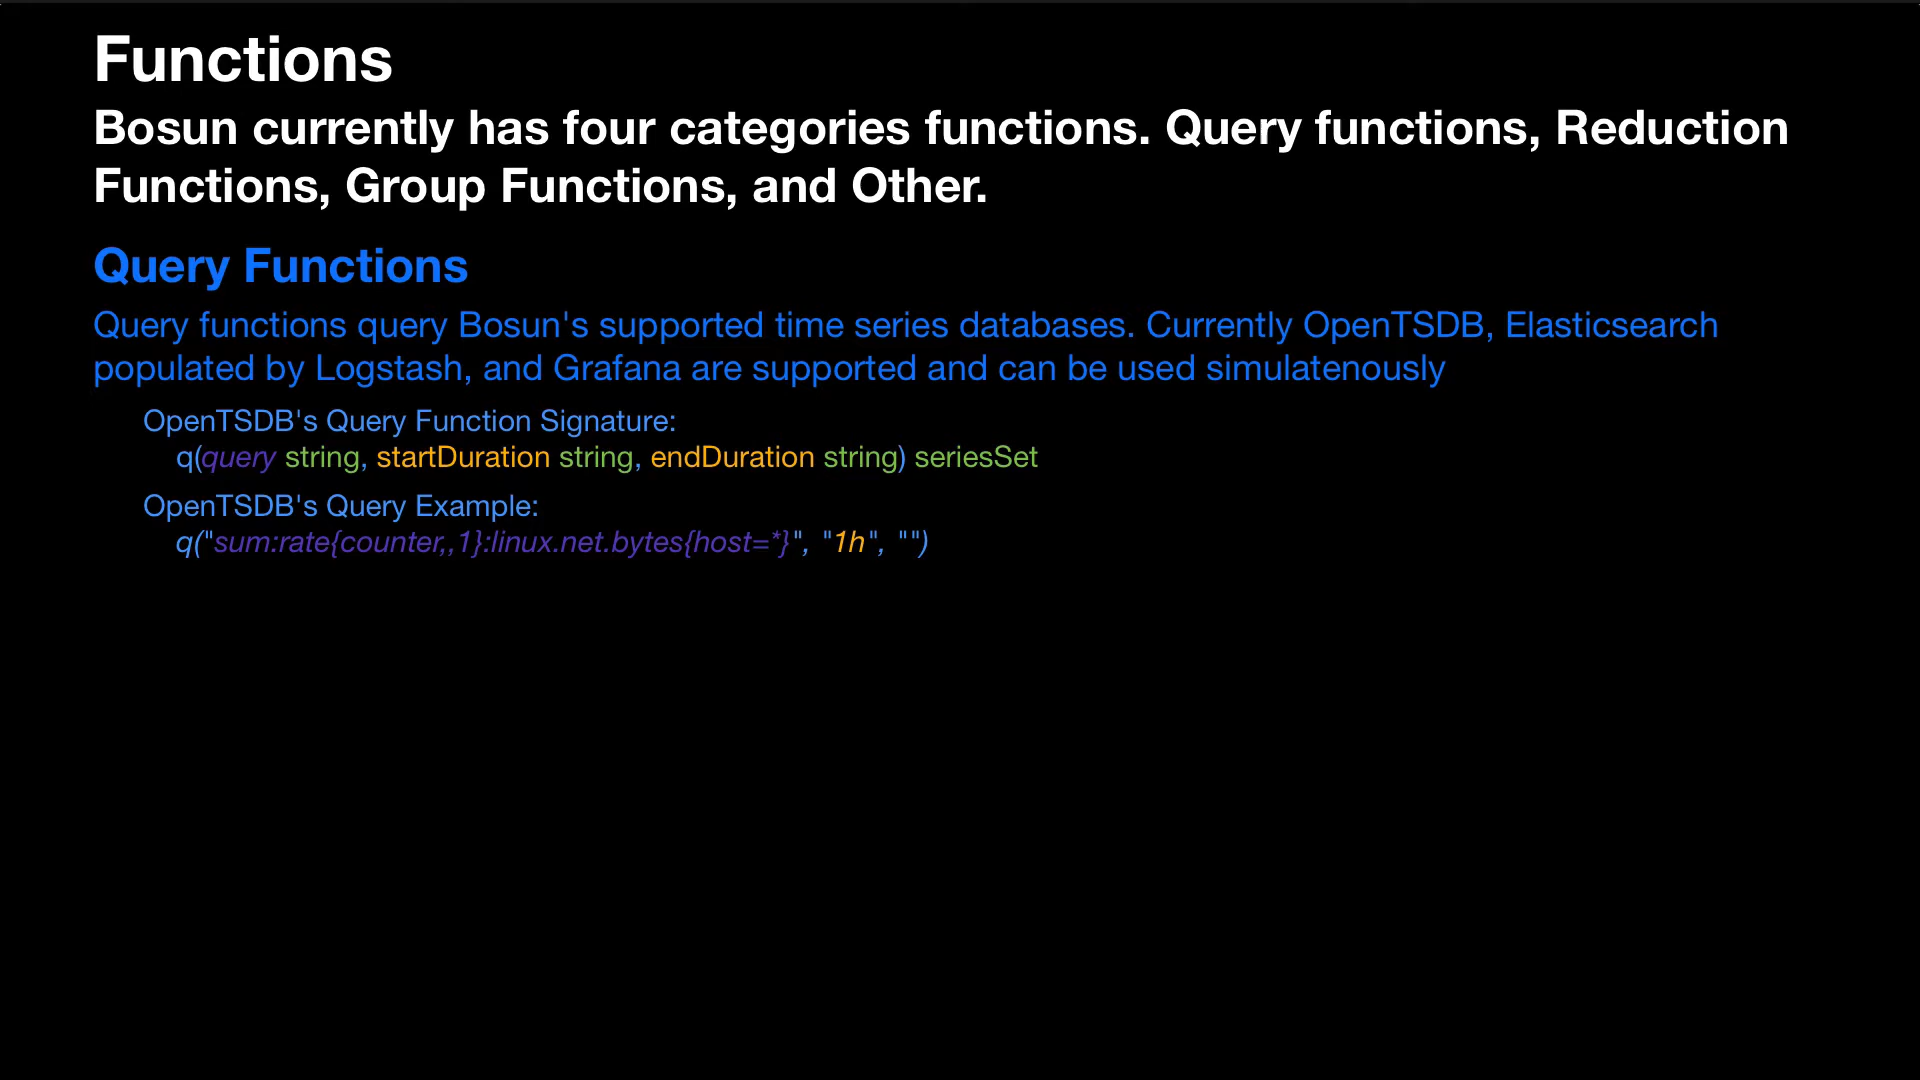 Functions
Bosun currently has four categories functions. Query functions, Reduction
Functions, Group Functions, and Other.
Query Functions
Query functions query Bosun's supported time series databases. Currently OpenTSDB, Elasticsearch
populated by Logstash, and Grafana are supported and can be used simulatenously
OpenTSDB's Query Function Signature:
q(query string, startDuration string, endDuration string) seriesSet
OpenTSDB's Query Example:
q("sum:rate{counter,,1}:linux.net.bytes{host=*}", "1h", "")